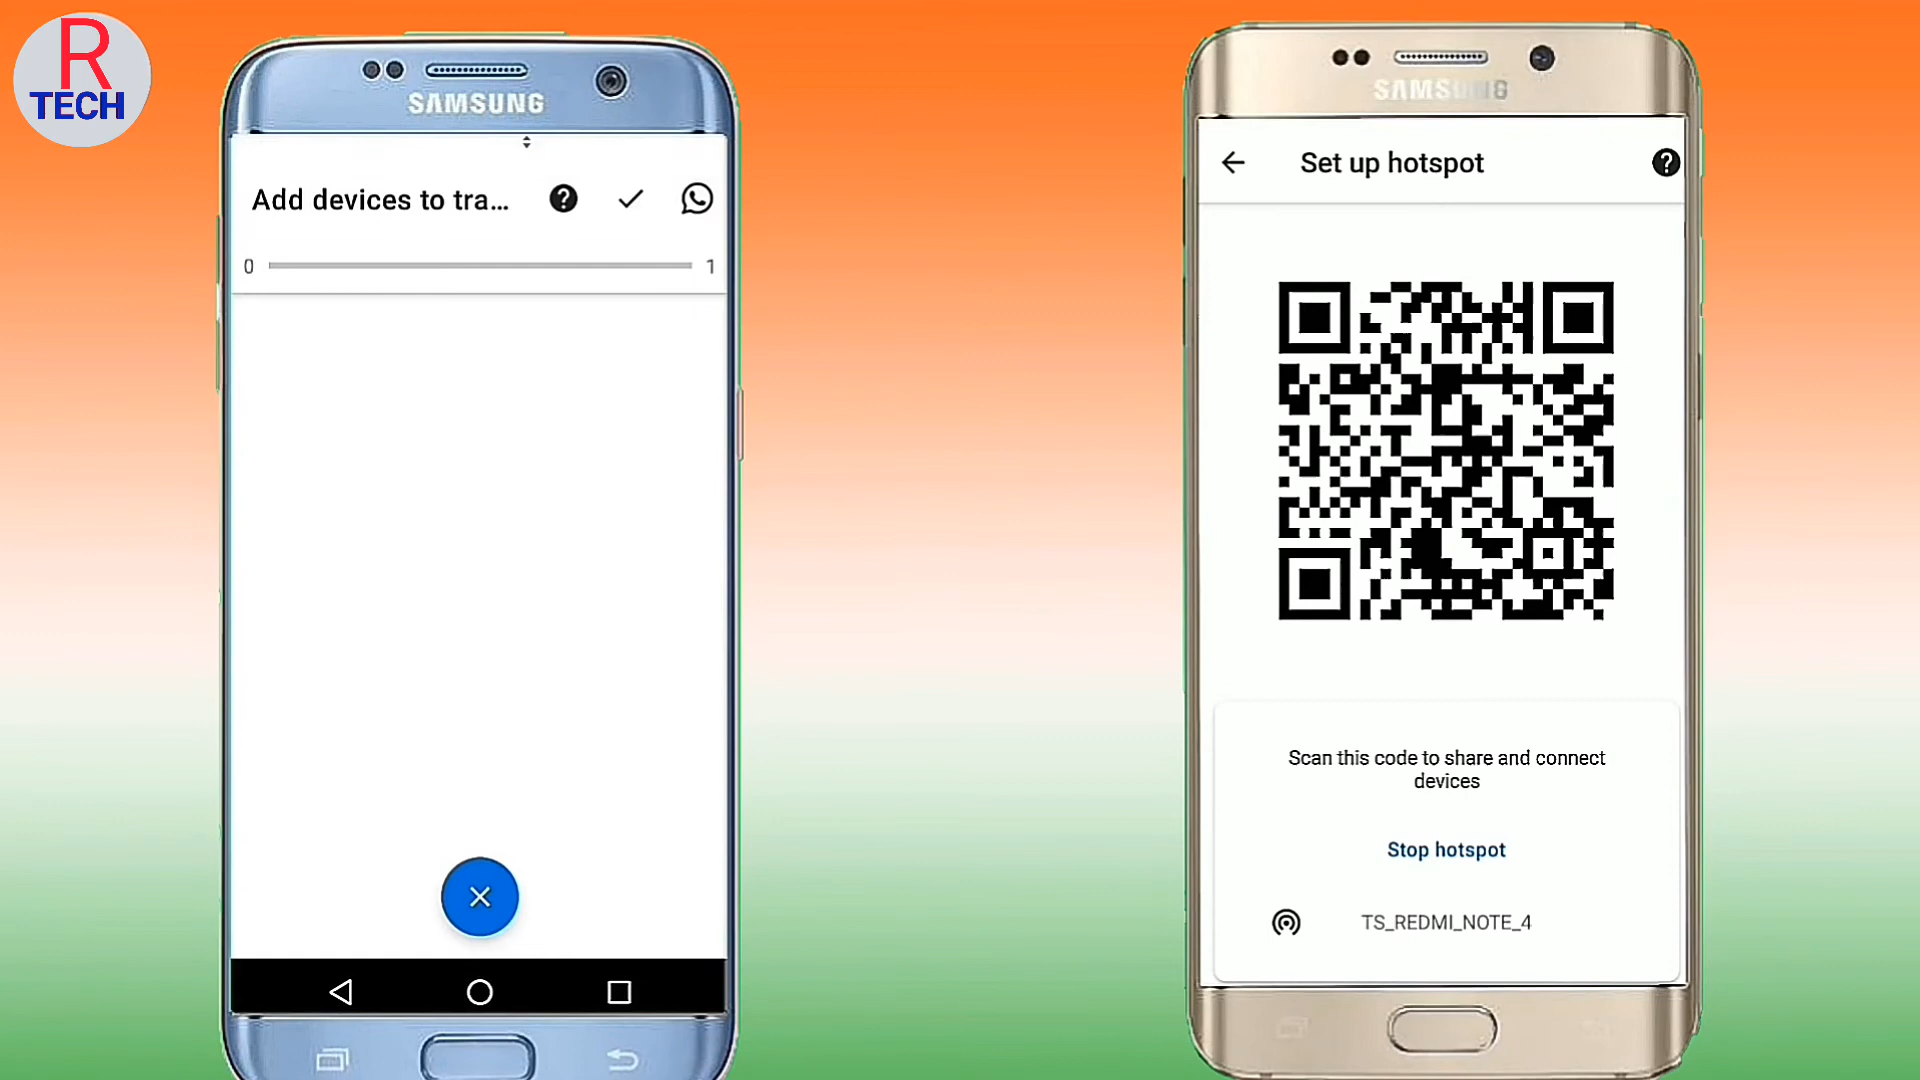 R
TECH
SAMSUNG
Add devices to tra...
0 1
SAMSUNG
Set up hotspot
Scan this code to share and connect
devices
Stop hotspot
TS_REDMI_NOTE_4